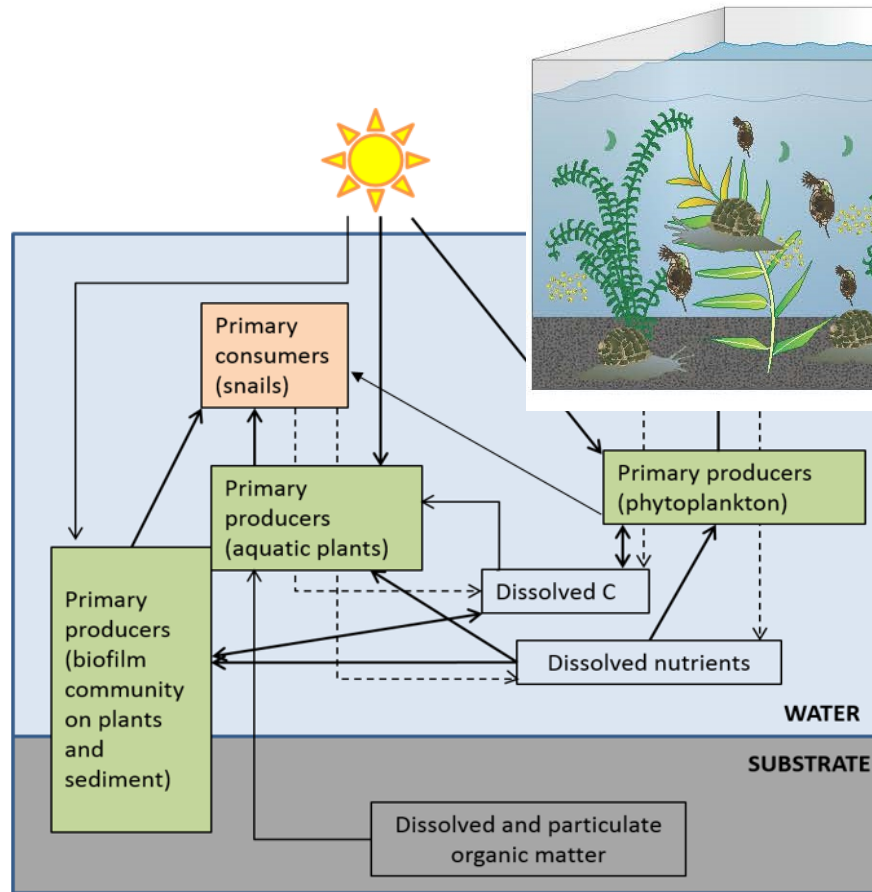 Primary
consumers
(snails)
Primary
producers
(aquatic plants)
Primary producers
(phytoplankton)
Dissolved C
Primary
producers
(biofilm
community
on plants
and
sediment)
Dissolved nutrients
WATER
SUBSTRATE
Dissolved and particulate
organic matter